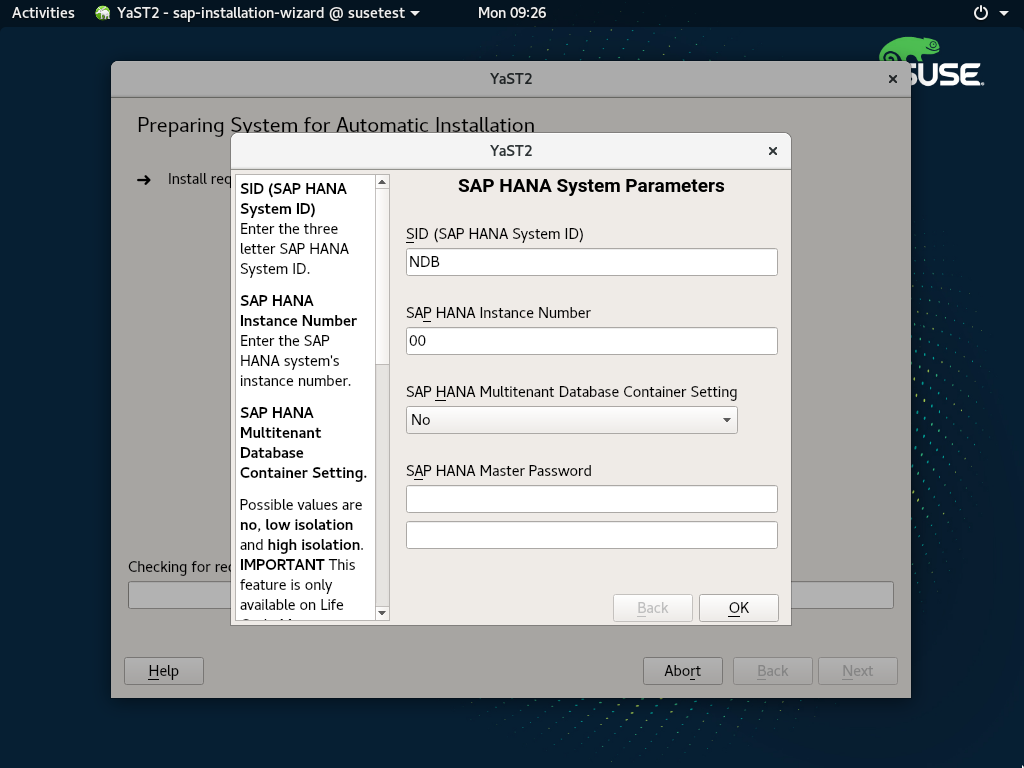 Activities
YaST2 - sap-installation-wizard @ susetest
Mon 09:26
SUSE
YaST2
Preparing System for Automatic Installation
Install req
YaST2
SID (SAP HANA
System ID)
Enter the three
letter SAP HANA
System ID.
SAP HANA
Instance Number
Enter the SAP
HANA system's
instance number.
SAP HANA
Multitenant
Database
Container Setting.
Possible values are
no, low isolation
and high isolation.
IMPORTANT This
feature is only
available on Life
SAP HANA System Parameters
SID (SAP HANA System ID)
NDB
SAP HANA Instance Number
00
SAP HANA Multitenant Database Container Setting
No
SAP HANA Master Password
Back
OK
Checking for
Help
Abort
Back
Next